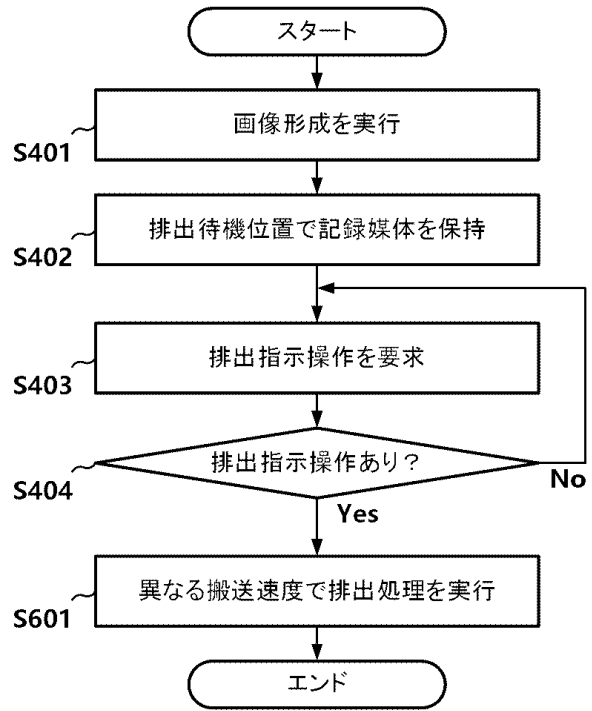 スタート
画像形成を実行
S401
排出待機位置で記録媒体を保持
S402
排出指示操作を要求
S403
排出指示操作あり?
S404
No
Yes
異なる搬送速度で排出処理を実行
S601
エンド